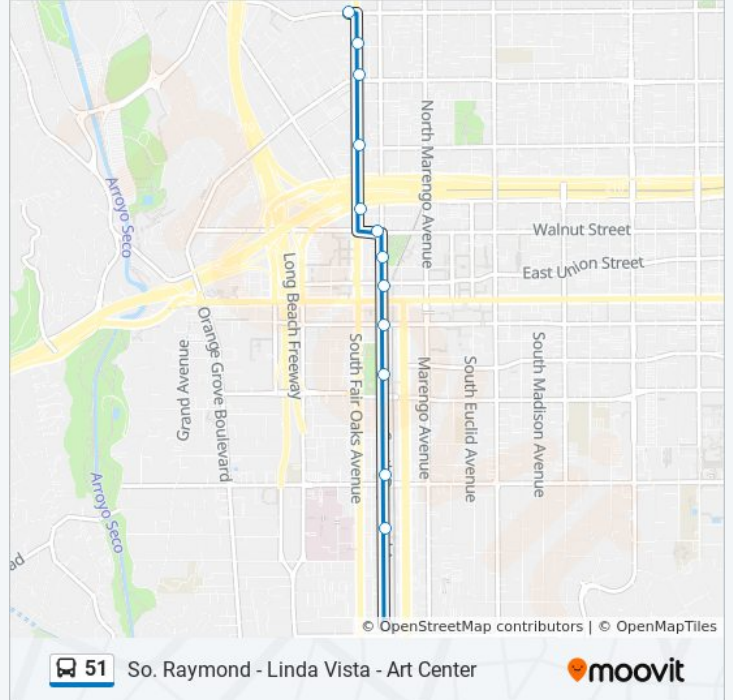 North Marengo Avenue
Arroyo Seco
Walnut Street
East Union Street
Long Beach Freeway
Orange Grove Boulevard
Grand Avenue
South Fair Oaks Avenue
Marengo Avenue
South Euclid Avenue
South Madison Avenue
Arroyo Seco
ad
© OpenStreetMap contributors | © OpenMapTiles
51 So. Raymond - Linda Vista - Art Center
moovit